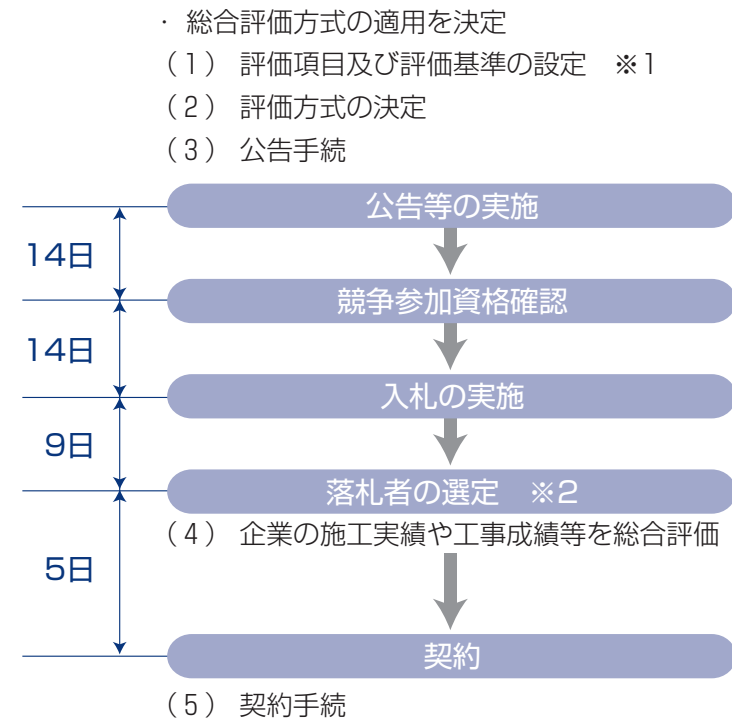 ・ 総合評価方式の適用を決定
（1） 評価項目及び評価基準の設定 ※1
（2） 評価方式の決定
（3） 公告手続
公告等の実施
14日
競争参加資格確認
14日
入札の実施
9日
落札者の選定 ※2
（4） 企業の施工実績や工事成績等を総合評価
5日
契約
（5） 契約手続